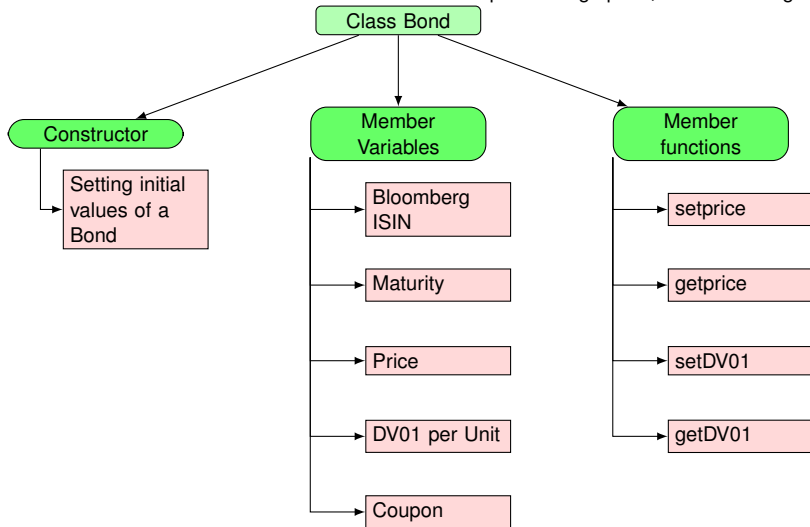 Class Bond
Constructor
Setting initial
values of a
Bond
Member
Variables
Bloomberg
ISIN
Maturity
Price
DV01 per Unit
Coupon
Member
functions
setprice
getprice
setDV01
getDV01